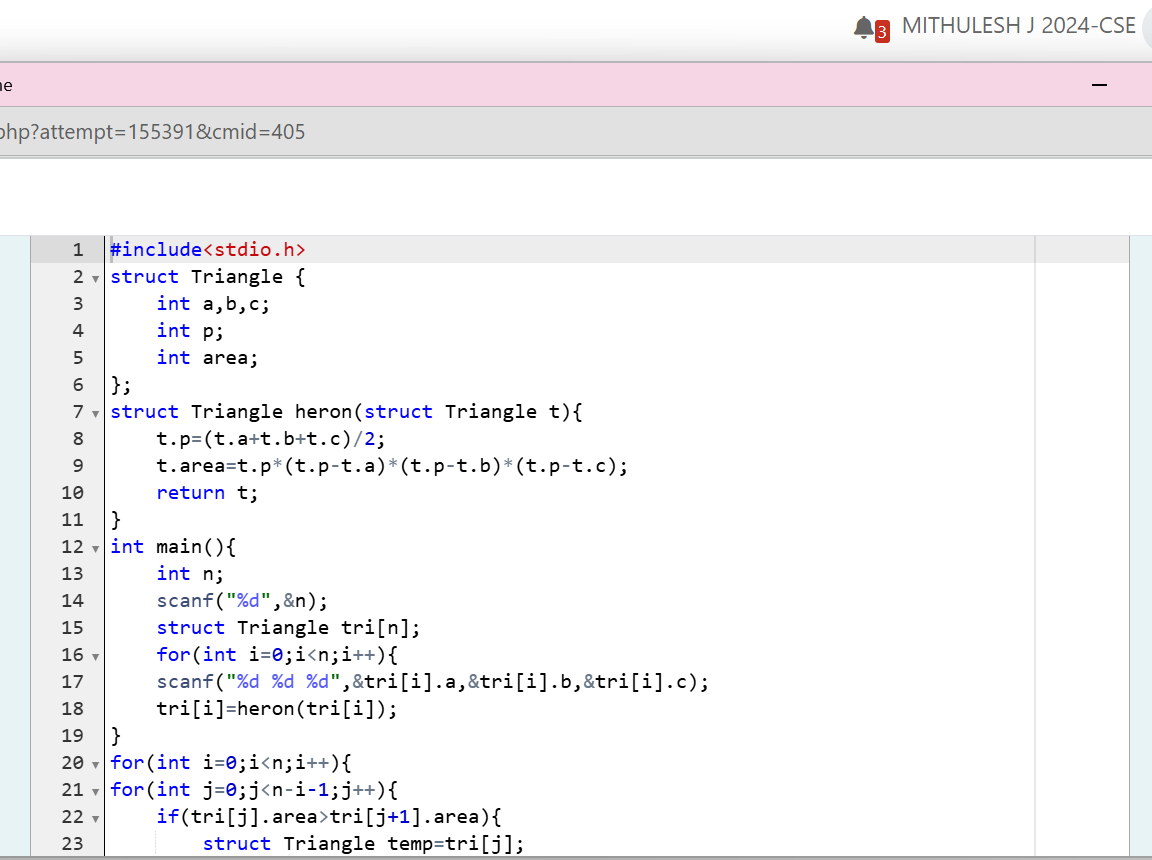 3 MITHULESH J 2024-CSE
ne
php?attempt=155391&cmid=405
1 #include<stdio.h>
2 struct Triangle {
3 int a,b,c;
4 int p;
5 int area;
6 };
7 struct Triangle heron(struct Triangle t){
8 t.p=(t.a+t.b+t.c)/2;
9 t.area=t.p*(t.p-t.a)*(t.p-t.b)*(t.p-t.c);
10 return t;
11 }
12 int main(){
13 int n;
14 scanf("%d",&n);
15 struct Triangle tri[n];
16 for(int i=0;i<n;i++){
17 scanf("%d %d %d",&tri[i].a,&tri[i].b,&tri[i].c);
18 tri[i]=heron(tri[i]);
19 }
20 for(int i=0;i<n;i++){
21 for(int j=0;j<n-i-1;j++){
22 if(tri[j].area>tri[j+1].area){
23 struct Triangle temp=tri[j];